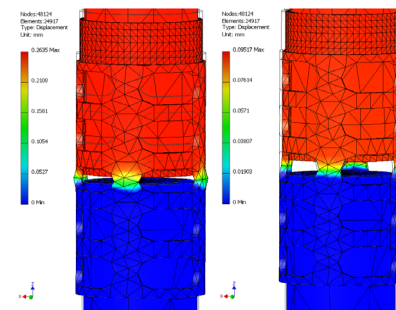 Nodes:48124
Elements:24917
Type: Displacement
Unit: mm
0.2635 Max
0.2108
0.1581
0.1054
0.0527
0 Min
Z
X
Nodes:48124
Elements:24917
Type: Displacement
Unit: mm
0.09517 Max
0.07614
0.0571
0.03807
0.01903
0 Min
Z
X